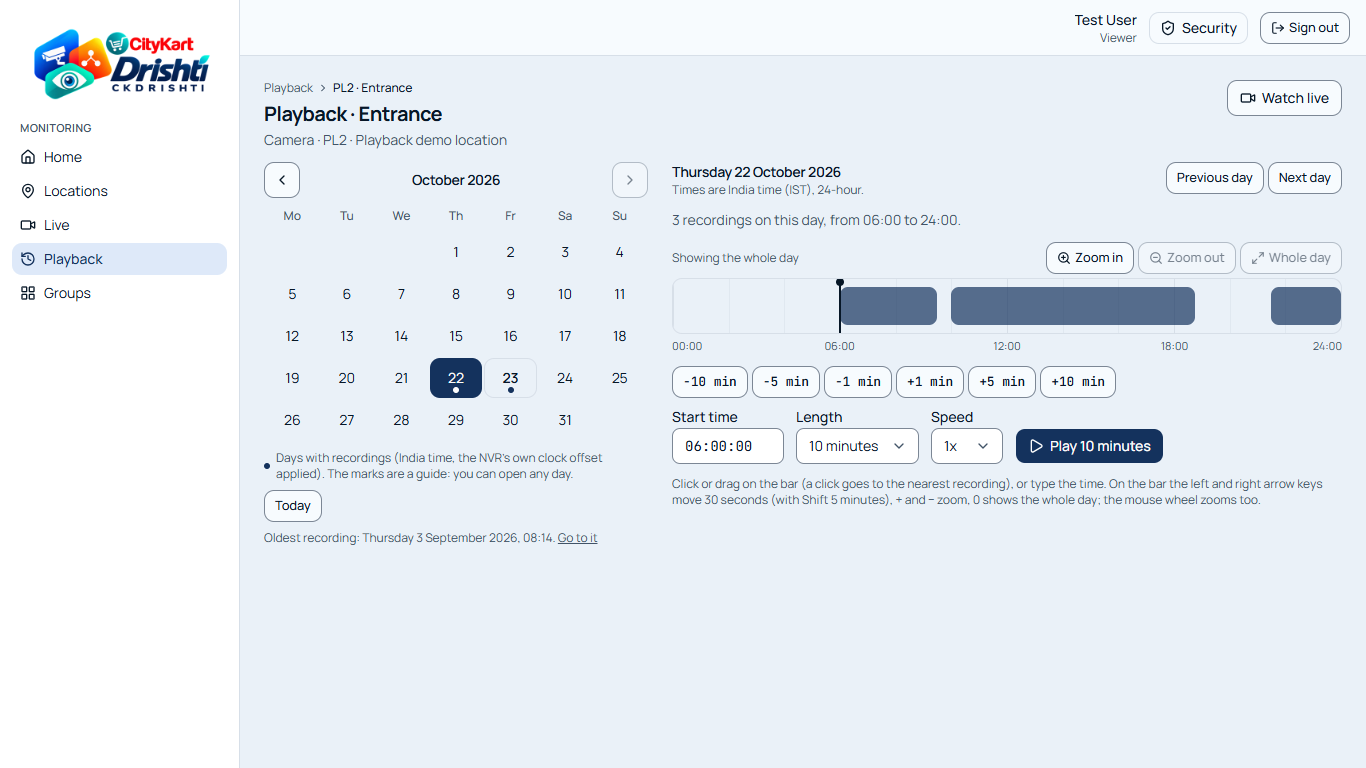 CityKart
Drishti
CKDRISHTI
MONITORING
Home
Locations
Live
Playback
Groups
Test User
Viewer
Security
Sign out
Playback > PL2 · Entrance
Playback · Entrance
Camera · PL2 · Playback demo location
Watch live
October 2026
Mo Tu We Th Fr Sa Su
1 2 3 4
5 6 7 8 9 10 11
12 13 14 15 16 17 18
19 20 21 22 23 24 25
26 27 28 29 30 31
Days with recordings (India time, the NVR's own clock offset
applied). The marks are a guide: you can open any day.
Today
Oldest recording: Thursday 3 September 2026, 08:14. Go to it
Thursday 22 October 2026
Times are India time (IST), 24-hour.
Previous day Next day
3 recordings on this day, from 06:00 to 24:00.
Showing the whole day
Zoom in Zoom out Whole day
00:00 06:00 12:00 18:00 24:00
-10 min -5 min -1 min +1 min +5 min +10 min
Start time Length Speed
06:00:00 10 minutes 1x Play 10 minutes
Click or drag on the bar (a click goes to the nearest recording), or type the time. On the bar the left and right arrow keys
move 30 seconds (with Shift 5 minutes), + and − zoom, 0 shows the whole day; the mouse wheel zooms too.